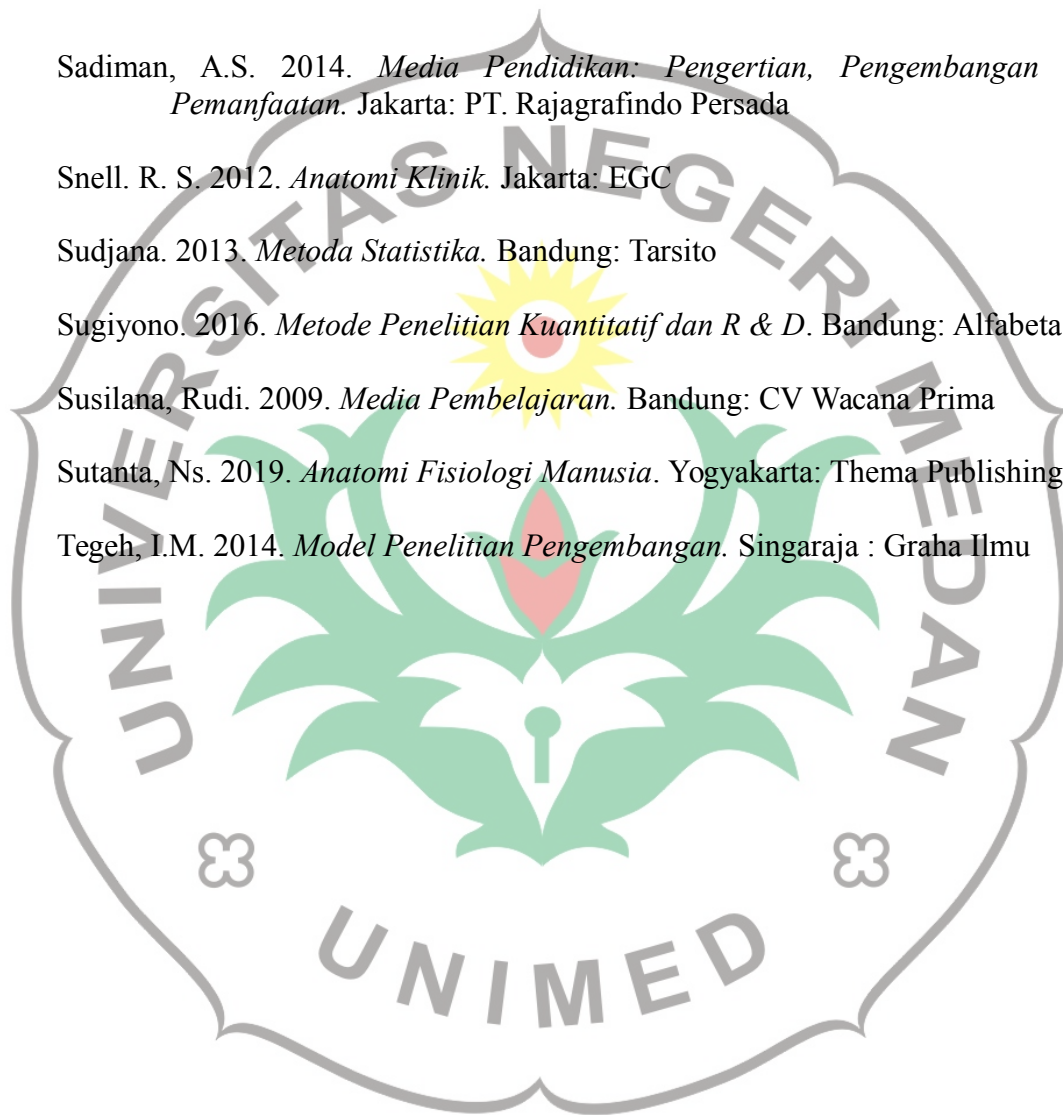 Sadiman, A.S. 2014. Media Pendidikan: Pengertian, Pengembangan
Pemanfaatan. Jakarta: PT. Rajagrafindo Persada
Snell. R. S. 2012. Anatomi Klinik. Jakarta: EGC
Sudjana. 2013. Metoda Statistika. Bandung: Tarsito
Sugiyono. 2016. Metode Penelitian Kuantitatif dan R & D. Bandung: Alfabeta
Susilana, Rudi. 2009. Media Pembelajaran. Bandung: CV Wacana Prima
Sutanta, Ns. 2019. Anatomi Fisiologi Manusia. Yogyakarta: Thema Publishing
Tegeh, I.M. 2014. Model Penelitian Pengembangan. Singaraja : Graha Ilmu
UNIVERSITAS NEGERI MEDAN
UNIMED